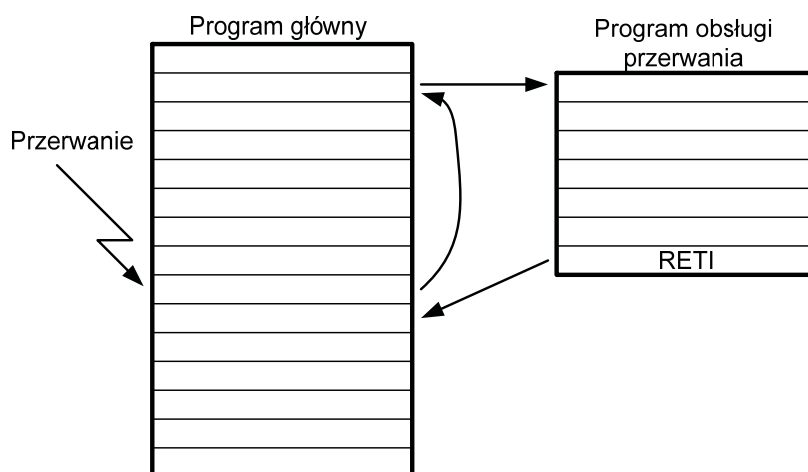 Program główny
Program obsługi
przerwania
Przerwanie
RETI